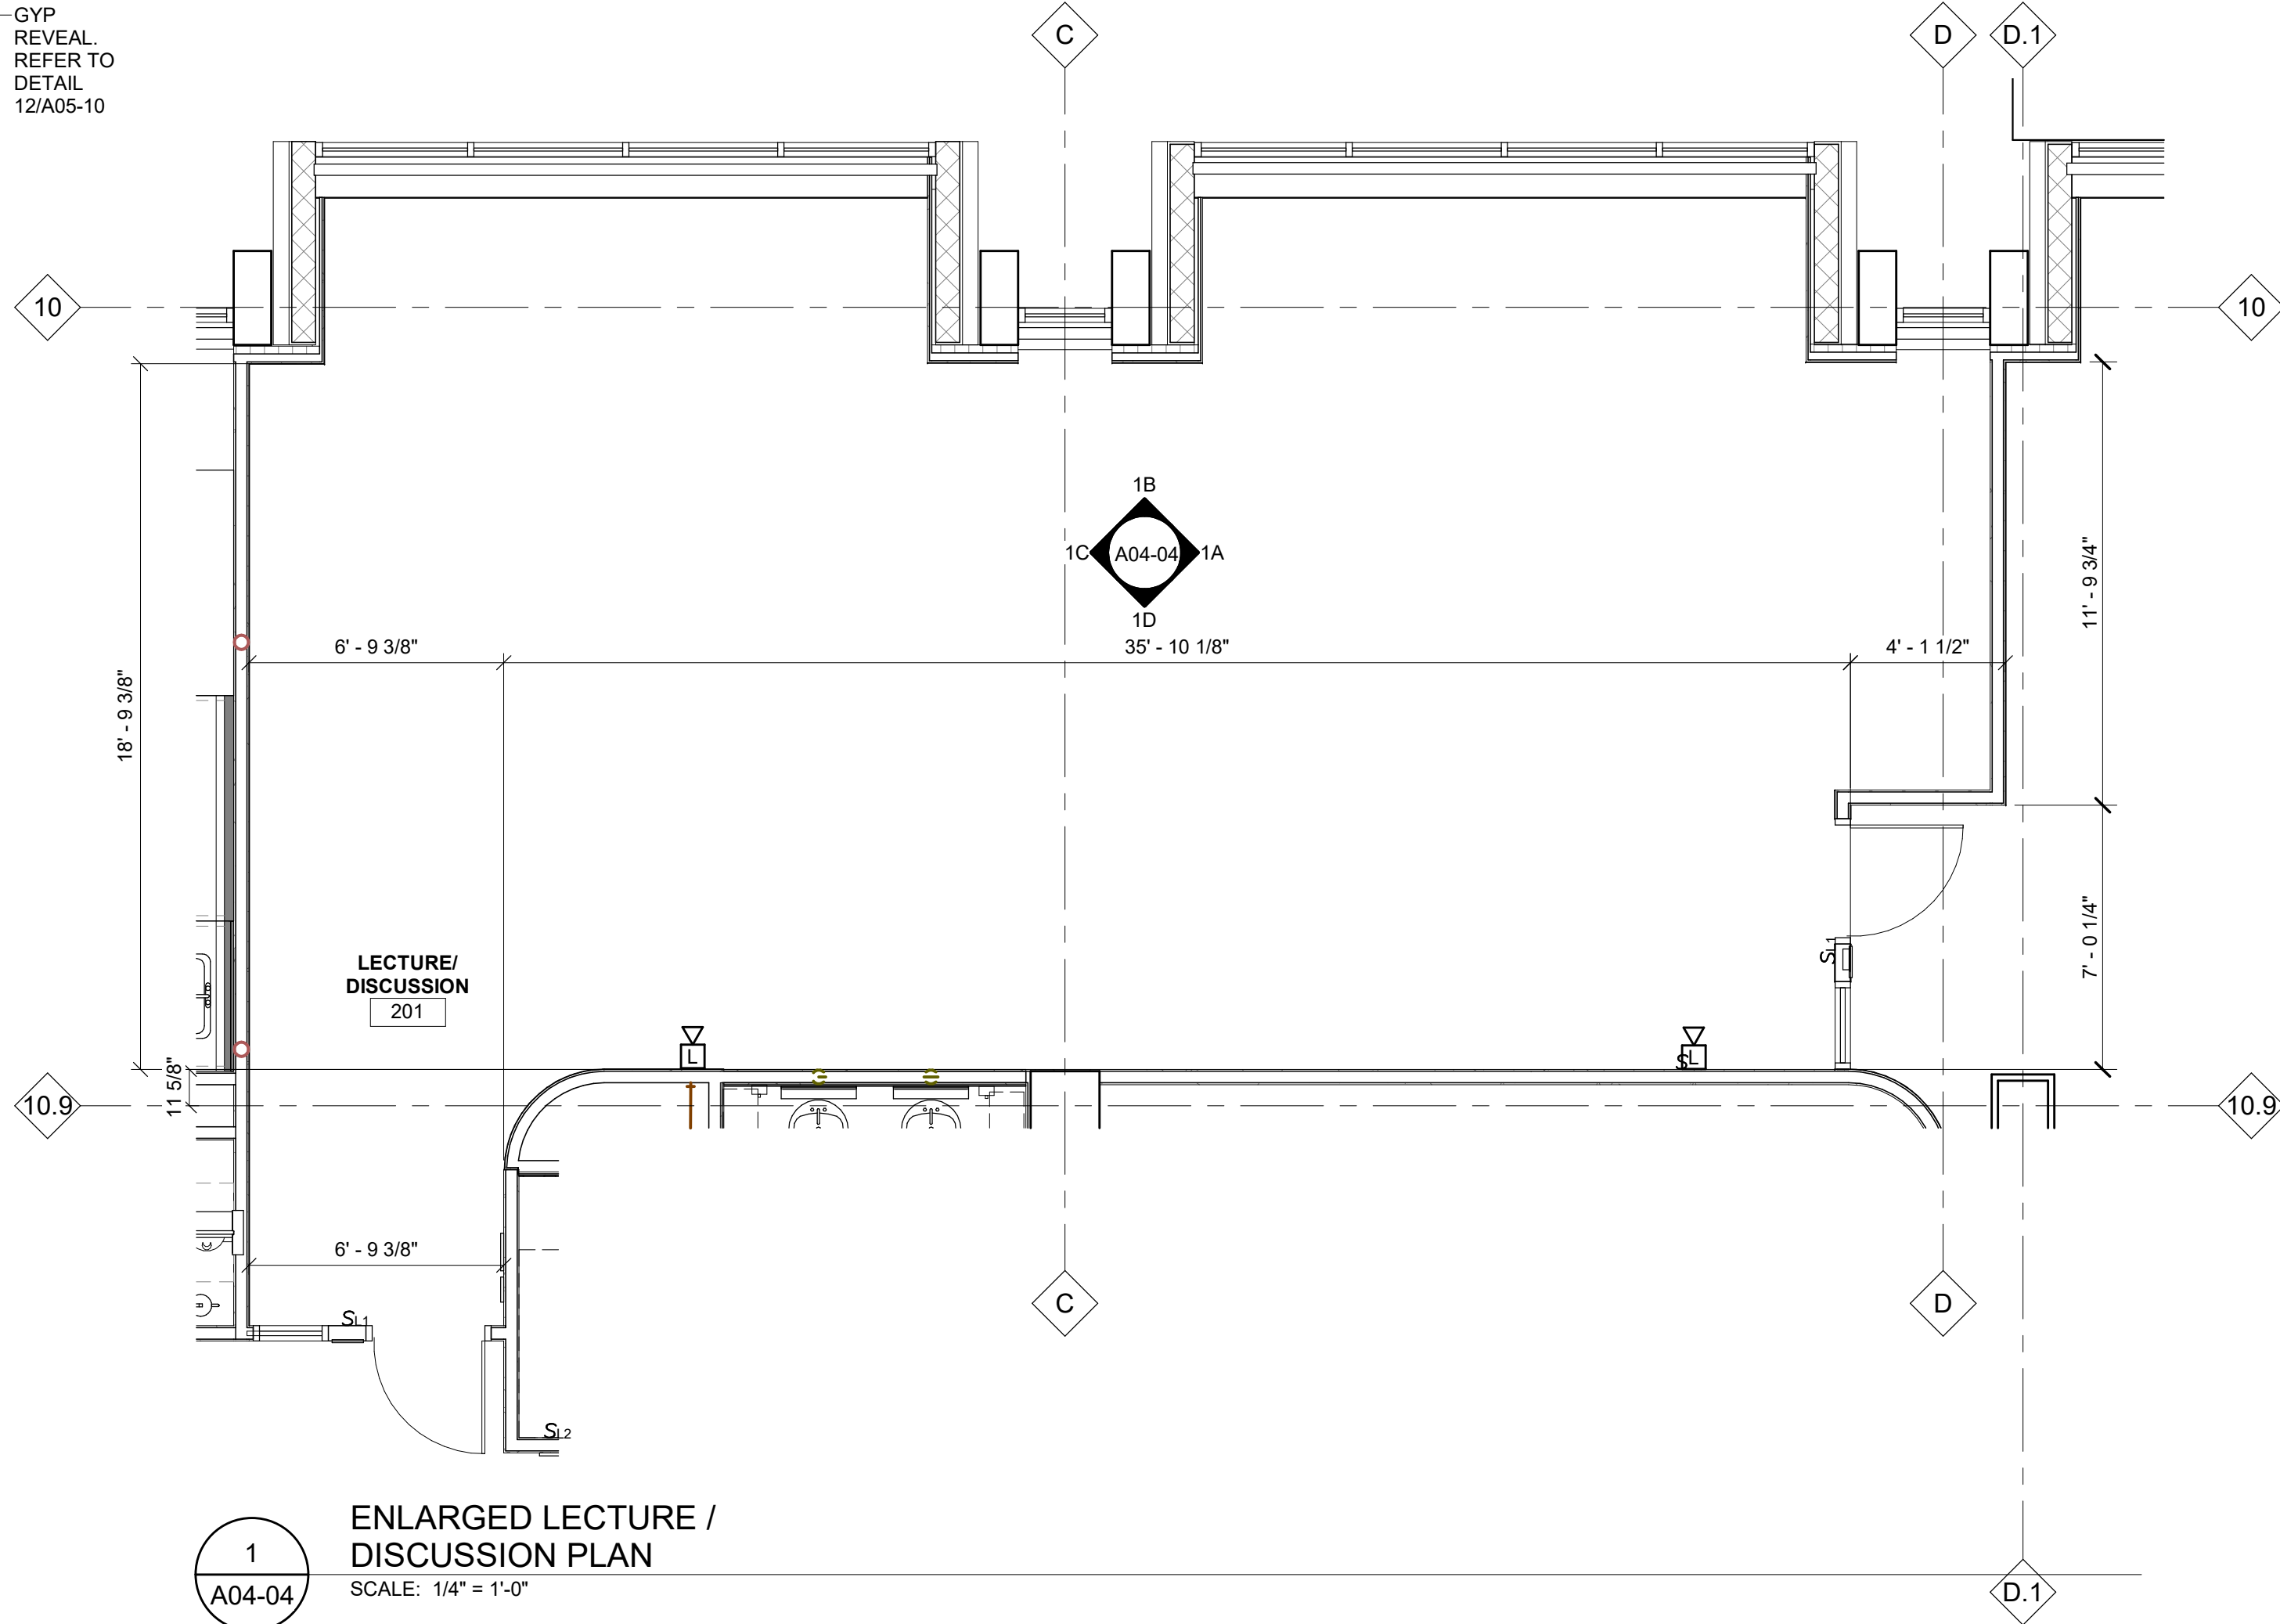 GYP
REVEAL.
REFER TO
DETAIL
12/A05-10
C
D
D.1
10
10
1B
1C
A04-04
1A
1D
6' - 9 3/8"
35' - 10 1/8"
4' - 1 1/2"
11' - 9 3/4"
18' - 9 3/8"
7' - 0 1/4"
SL1
LECTURE/
DISCUSSION
201
L
S
L
11 5/8"
10.9
10.9
6' - 9 3/8"
C
D
SL1
SL2
1
A04-04
ENLARGED LECTURE /
DISCUSSION PLAN
SCALE: 1/4" = 1'-0"
D.1